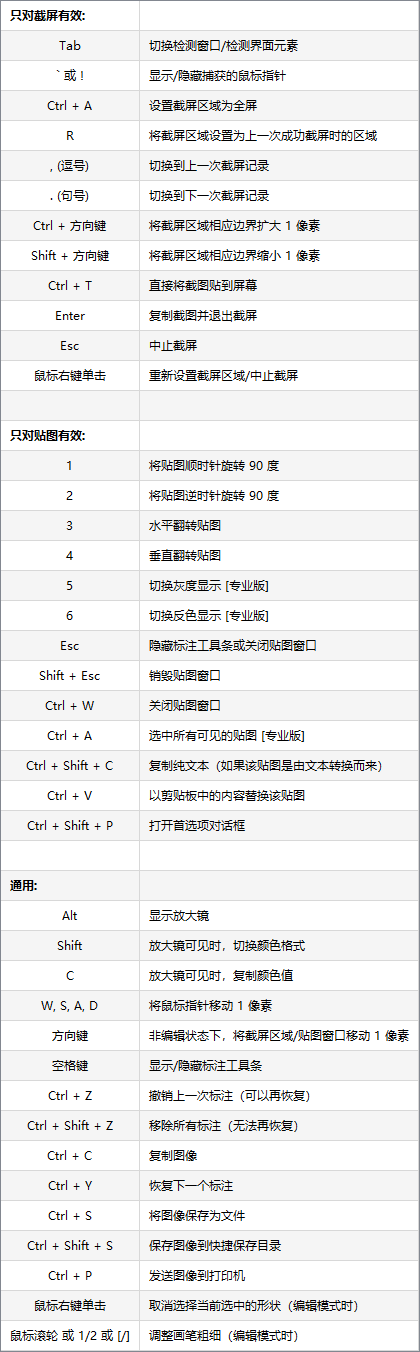 只对截屏有效:
Tab 切换检测窗口/检测界面元素
` 或 ! 显示/隐藏捕获的鼠标指针
Ctrl + A 设置截屏区域为全屏
R 将截屏区域设置为上一次成功截屏时的区域
, (逗号) 切换到上一次截屏记录
. (句号) 切换到下一次截屏记录
Ctrl + 方向键 将截屏区域相应边界扩大 1 像素
Shift + 方向键 将截屏区域相应边界缩小 1 像素
Ctrl + T 直接将截图贴到屏幕
Enter 复制截图并退出截屏
Esc 中止截屏
鼠标右键单击 重新设置截屏区域/中止截屏
只对贴图有效:
1 将贴图顺时针旋转 90 度
2 将贴图逆时针旋转 90 度
3 水平翻转贴图
4 垂直翻转贴图
5 切换灰度显示 [专业版]
6 切换反色显示 [专业版]
Esc 隐藏标注工具条或关闭贴图窗口
Shift + Esc 销毁贴图窗口
Ctrl + W 关闭贴图窗口
Ctrl + A 选中所有可见的贴图 [专业版]
Ctrl + Shift + C 复制纯文本（如果该贴图是由文本转换而来）
Ctrl + V 以剪贴板中的内容替换该贴图
Ctrl + Shift + P 打开首选项对话框
通用:
Alt 显示放大镜
Shift 放大镜可见时，切换颜色格式
C 放大镜可见时，复制颜色值
W, S, A, D 将鼠标指针移动 1 像素
方向键 非编辑状态下，将截屏区域/贴图窗口移动 1 像素
空格键 显示/隐藏标注工具条
Ctrl + Z 撤销上一次标注（可以再恢复）
Ctrl + Shift + Z 移除所有标注（无法再恢复）
Ctrl + C 复制图像
Ctrl + Y 恢复下一个标注
Ctrl + S 将图像保存为文件
Ctrl + Shift + S 保存图像到快捷保存目录
Ctrl + P 发送图像到打印机
鼠标右键单击 取消选择当前选中的形状（编辑模式时）
鼠标滚轮 或 1/2 或 [/] 调整画笔粗细（编辑模式时）